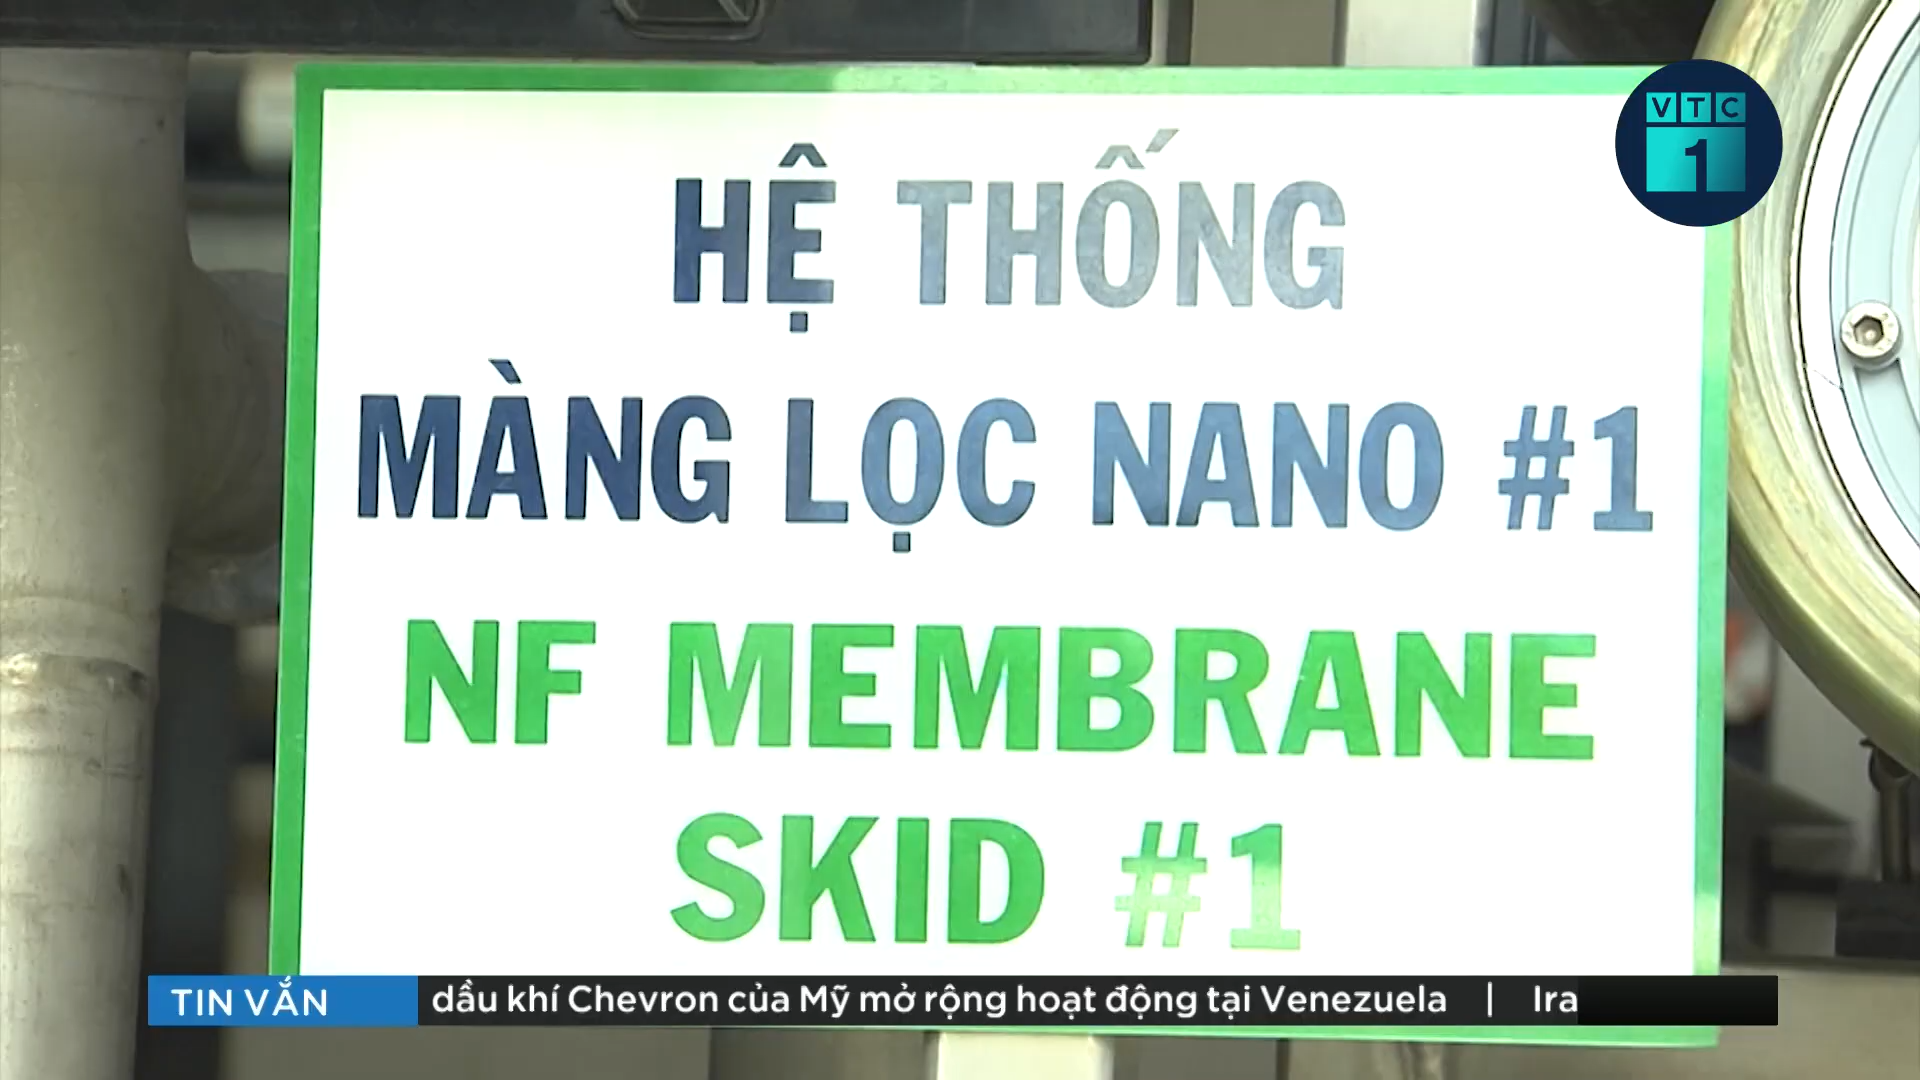 VTC
1
HỆ THỐNG
MÀNG LỌC NANO #1
NF MEMBRANE
SKID #1
TIN VẮN dầu khí Chevron của Mỹ mở rộng hoạt động tại Venezuela | Ira